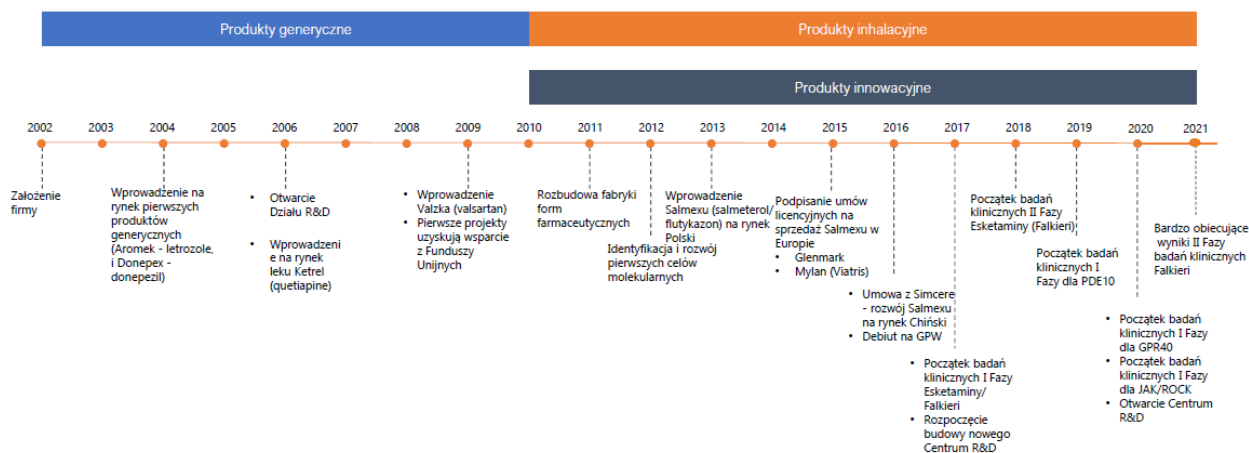 Produkty generyczne
Produkty inhalacyjne
Produkty innowacyjne
2002 2003 2004 2005 2006 2007 2008 2009 2010 2011 2012 2013 2014 2015 2016 2017 2018 2019 2020 2021
Założenie
firmy
Wprowadzenie na
rynek pierwszych
produktów
generycznych
(Aromek - letrozole,
i Donepex -
donepezil)
• Otwarcie
Działu R&D
• Wprowadzeni
e na rynek
leku Ketrel
(quetiapine)
• Wprowadzenie
Valzka (valsartan)
• Pierwsze projekty
uzyskują wsparcie
z Funduszy
Unijnych
Rozbudowa fabryki
form
farmaceutycznych
Identyfikacja i rozwój
pierwszych celów
molekularnych
Wprowadzenie
Salmexu (salmeterol/
flutykazon) na rynek
Polski
Podpisanie umów
licencyjnych na
sprzedaż Salmexu w
Europie
• Glenmark
• Mylan (Viatris)
• Umowa z Simcere
- rozwój Salmexu
na rynek Chiński
• Debiut na GPW
• Początek badań
klinicznych I Fazy
Esketaminy/
Falkieri
• Rozpoczęcie
budowy nowego
Centrum R&D
Początek badań
klinicznych II Fazy
Esketaminy (Falkieri)
Początek badań
klinicznych I
Fazy dla PDE10
• Początek badań
klinicznych I Fazy
dla GPR40
• Początek badań
klinicznych I Fazy
dla JAK/ROCK
• Otwarcie Centrum
R&D
Bardzo obiecujące
wyniki II Fazy
badań klinicznych
Falkieri